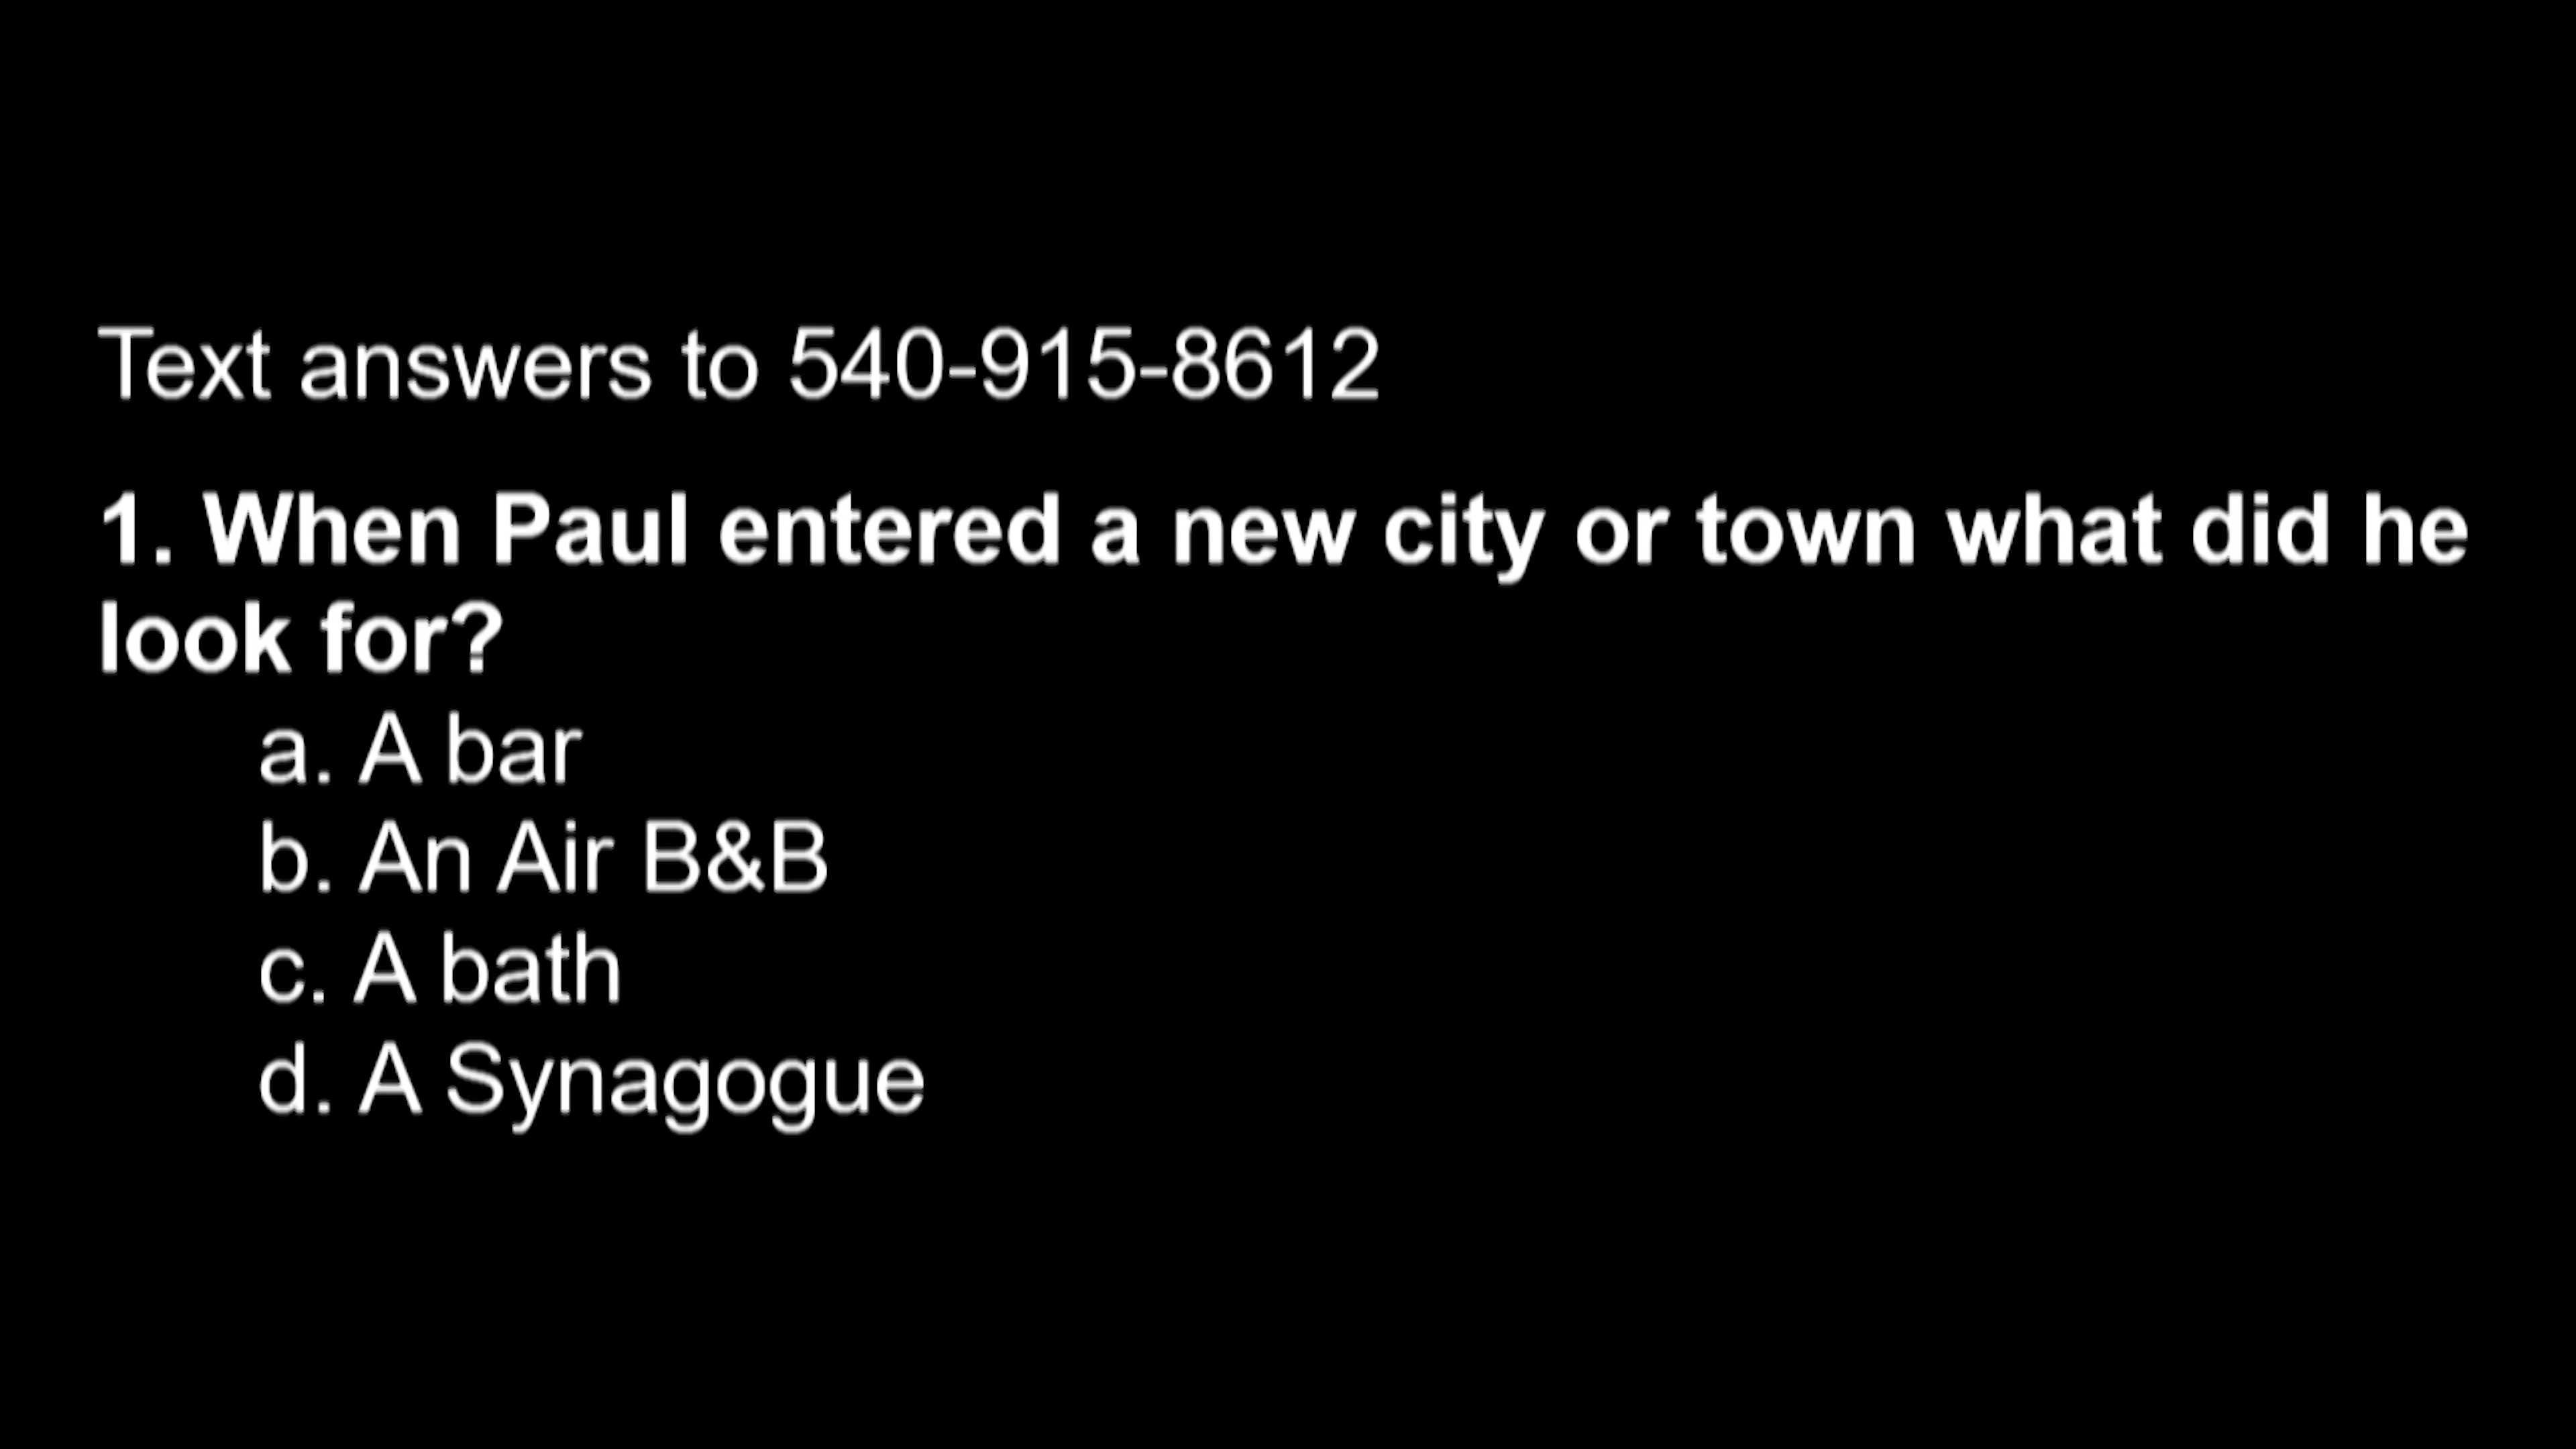 Text answers to 540-915-8612
1. When Paul entered a new city or town what did he
look for?
a. A bar
b. An Air B&B
c. A bath
d. A Synagogue